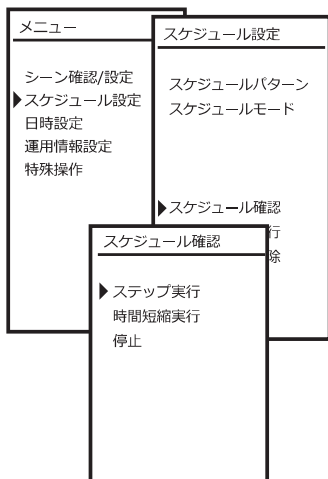 メニュー
シーン確認/設定
スケジュール設定
日時設定
運用情報設定
特殊操作
スケジュール設定
スケジュールパターン
スケジュールモード
スケジュール確認
行
除
スケジュール確認
ステップ実行
時間短縮実行
停止